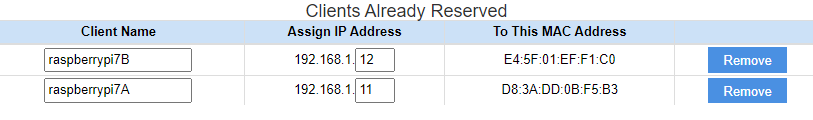 Clients Already Reserved
Client Name Assign IP Address To This MAC Address
raspberrypi7B 192.168.1. 12 E4:5F:01:EF:F1:C0 Remove
raspberrypi7A 192.168.1. 11 D8:3A:DD:0B:F5:B3 Remove